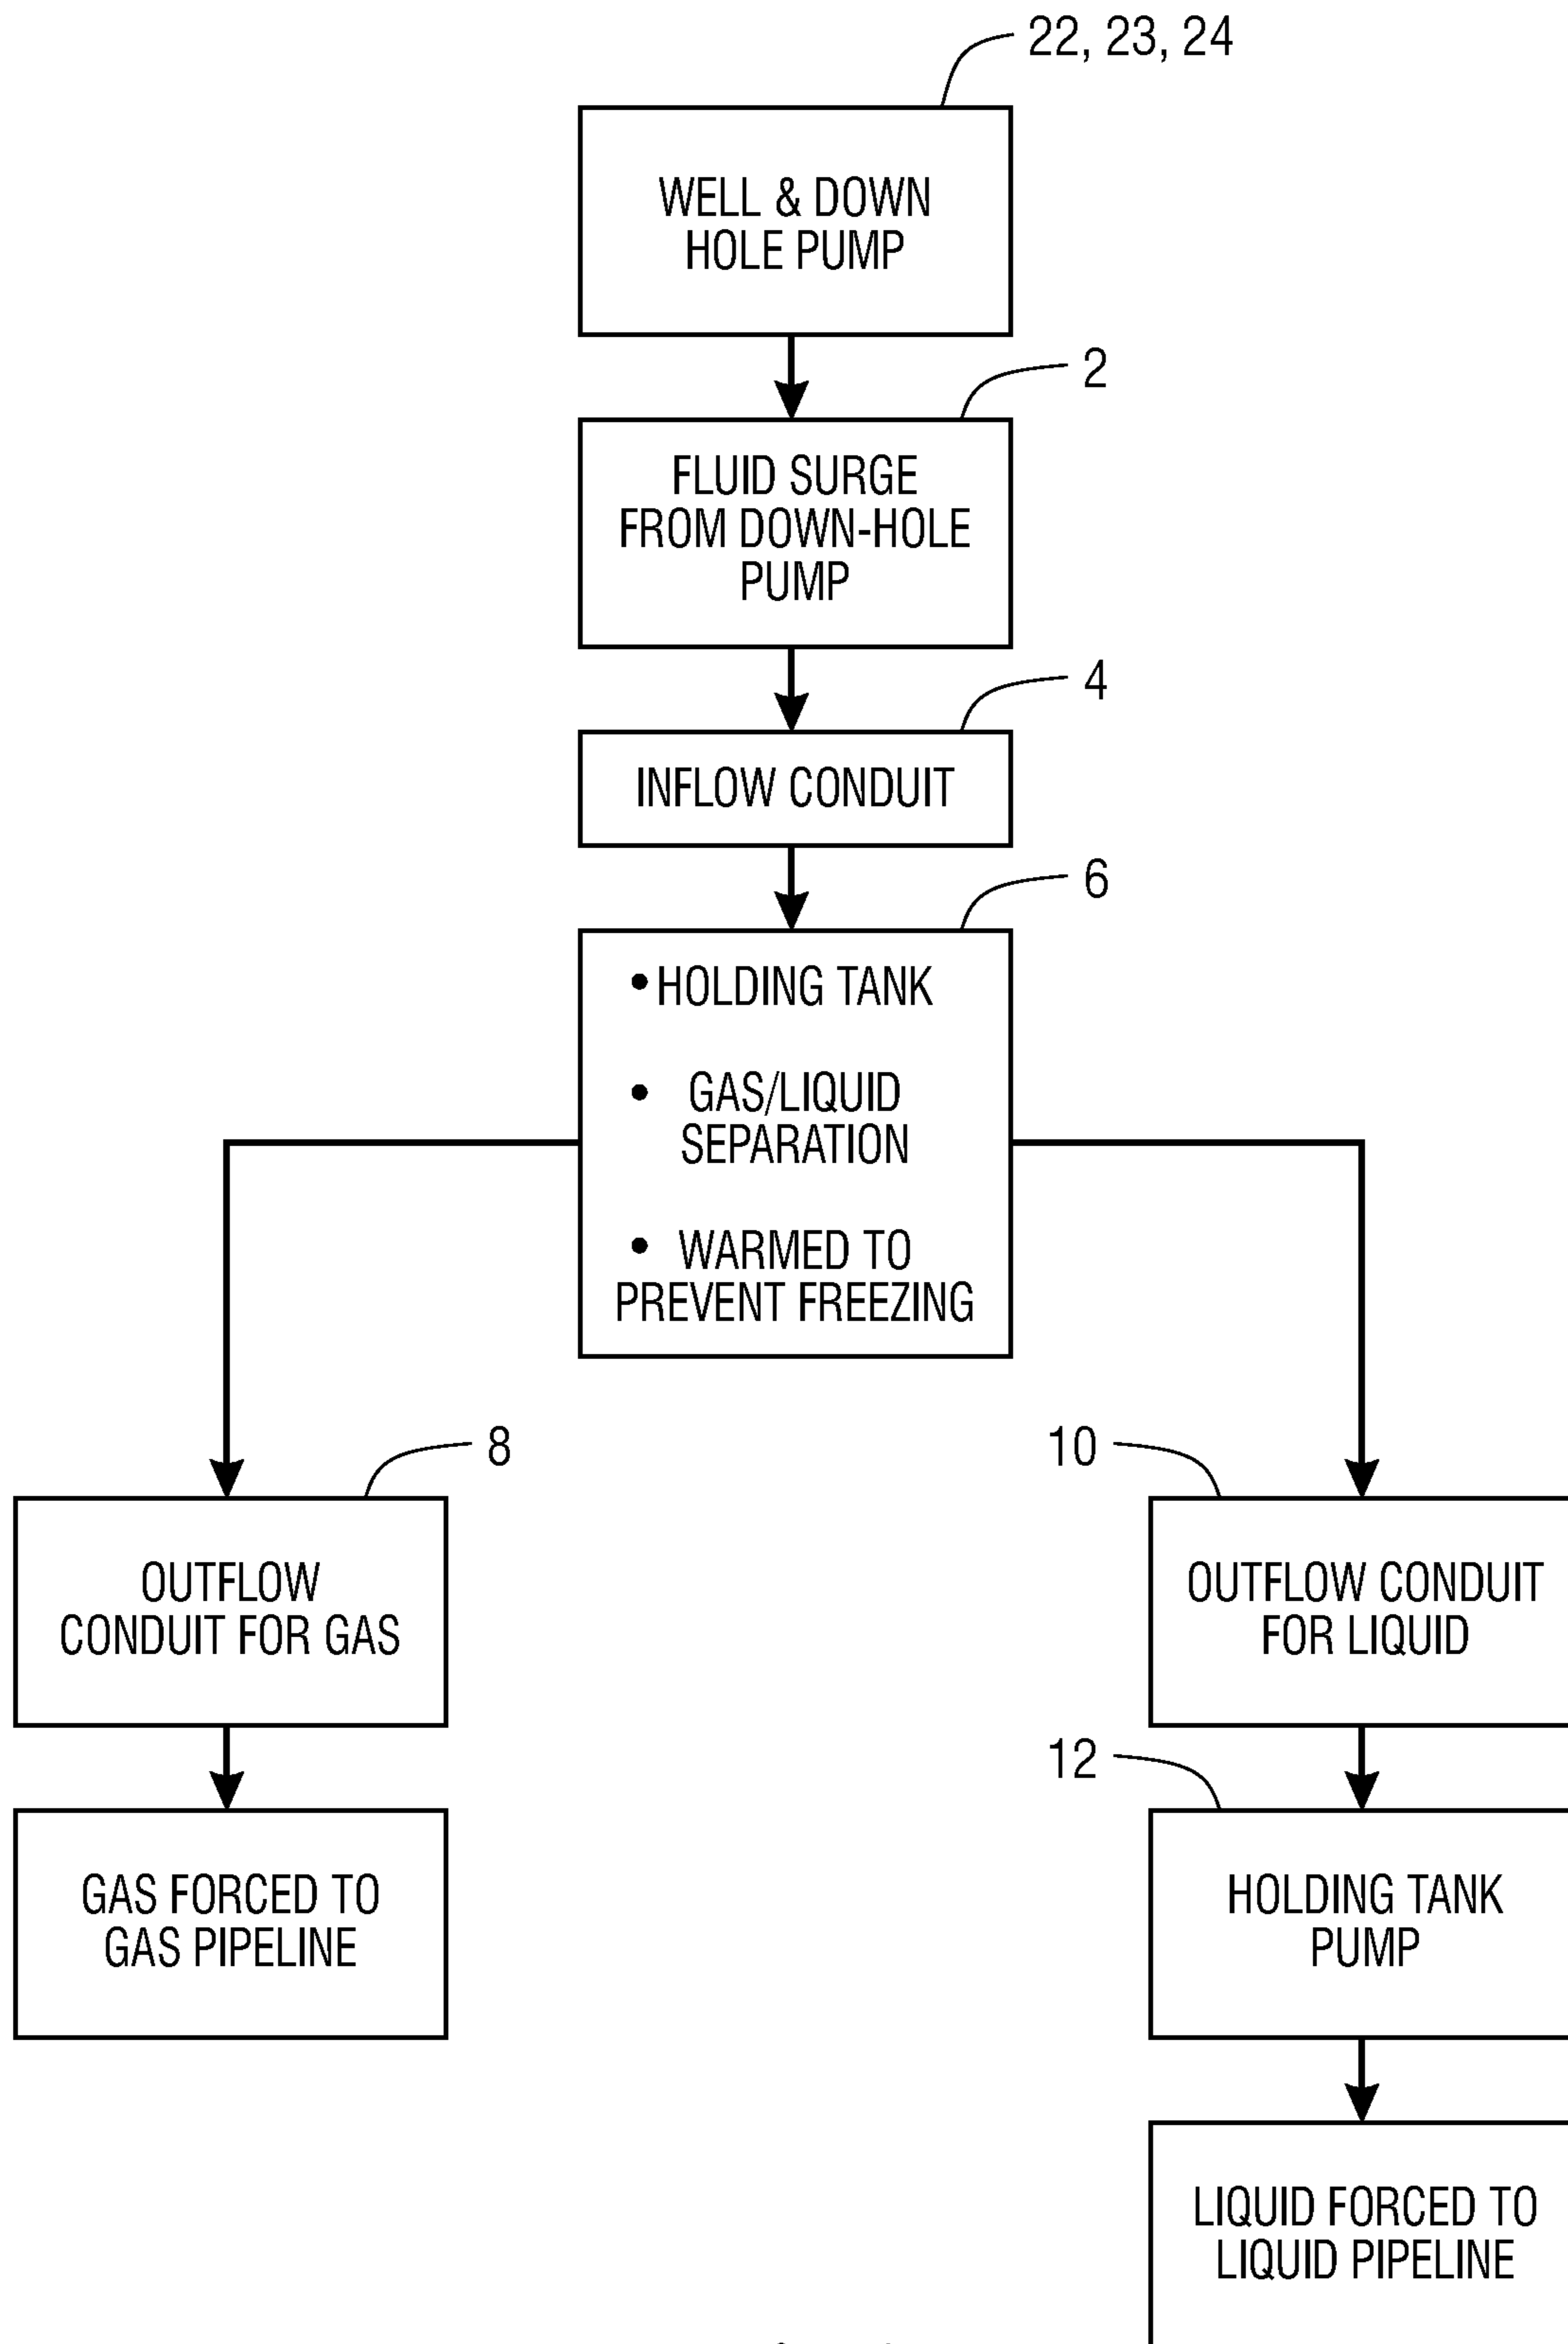 22, 23, 24
WELL & DOWN
HOLE PUMP
2
FLUID SURGE
FROM DOWN-HOLE
PUMP
4
INFLOW CONDUIT
6
• HOLDING TANK
• GAS/LIQUID
SEPARATION
• WARMED TO
PREVENT FREEZING
8
OUTFLOW
CONDUIT FOR GAS
GAS FORCED TO
GAS PIPELINE
10
OUTFLOW CONDUIT
FOR LIQUID
12
HOLDING TANK
PUMP
LIQUID FORCED TO
LIQUID PIPELINE